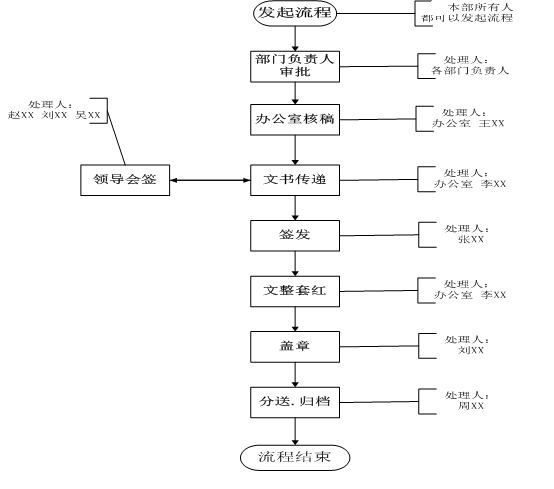 发起流程
本部所有人
都可以发起流程
部门负责人
审批
处理人:
各部门负责人
办公室核稿
处理人:
办公室 王XX
处理人:
赵XX 刘XX 吴XX
领导会签
文书传递
处理人:
办公室 李XX
签发
处理人:
张XX
文整套红
处理人:
办公室 李XX
盖章
处理人:
刘XX
分送.归档
处理人:
周XX
流程结束